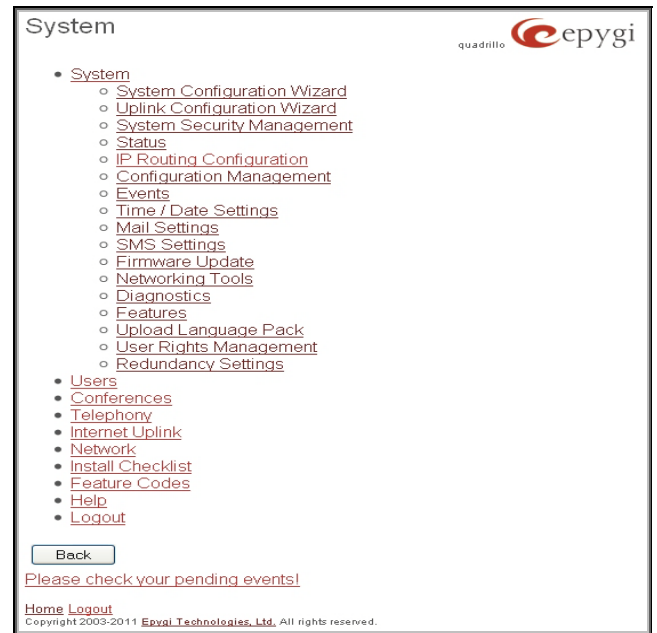 System
quadrillo epygi
System
System Configuration Wizard
Uplink Configuration Wizard
System Security Management
Status
IP Routing Configuration
Configuration Management
Events
Time / Date Settings
Mail Settings
SMS Settings
Firmware Update
Networking Tools
Diagnostics
Features
Upload Language Pack
User Rights Management
Redundancy Settings
Users
Conferences
Telephony
Internet Uplink
Network
Install Checklist
Feature Codes
Help
Logout
Back
Please check your pending events!
Home Logout
Copyright 2003-2011 Epygi Technologies, Ltd. All rights reserved.